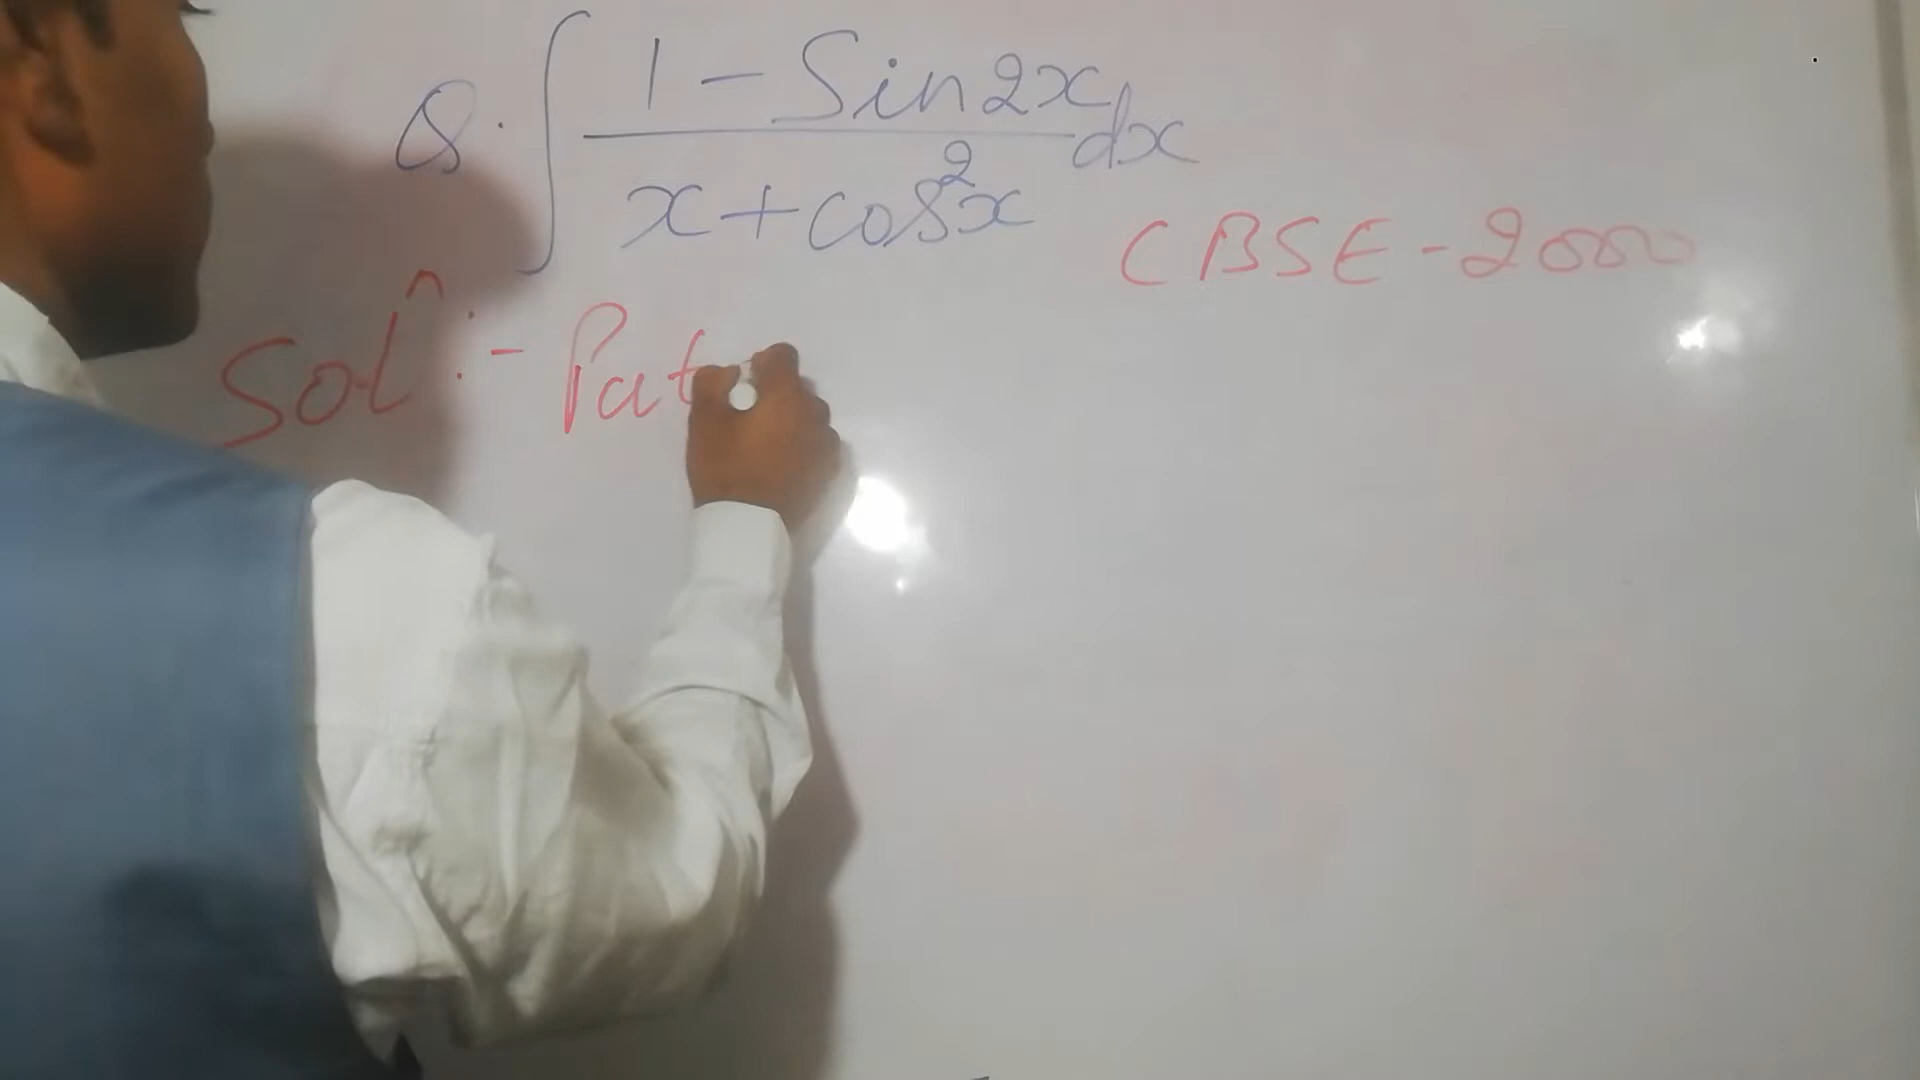 Q. ∫ (1 - Sin2x)/(x + cos²x) dx
CBSE - 2000
Solⁿ :- Pat